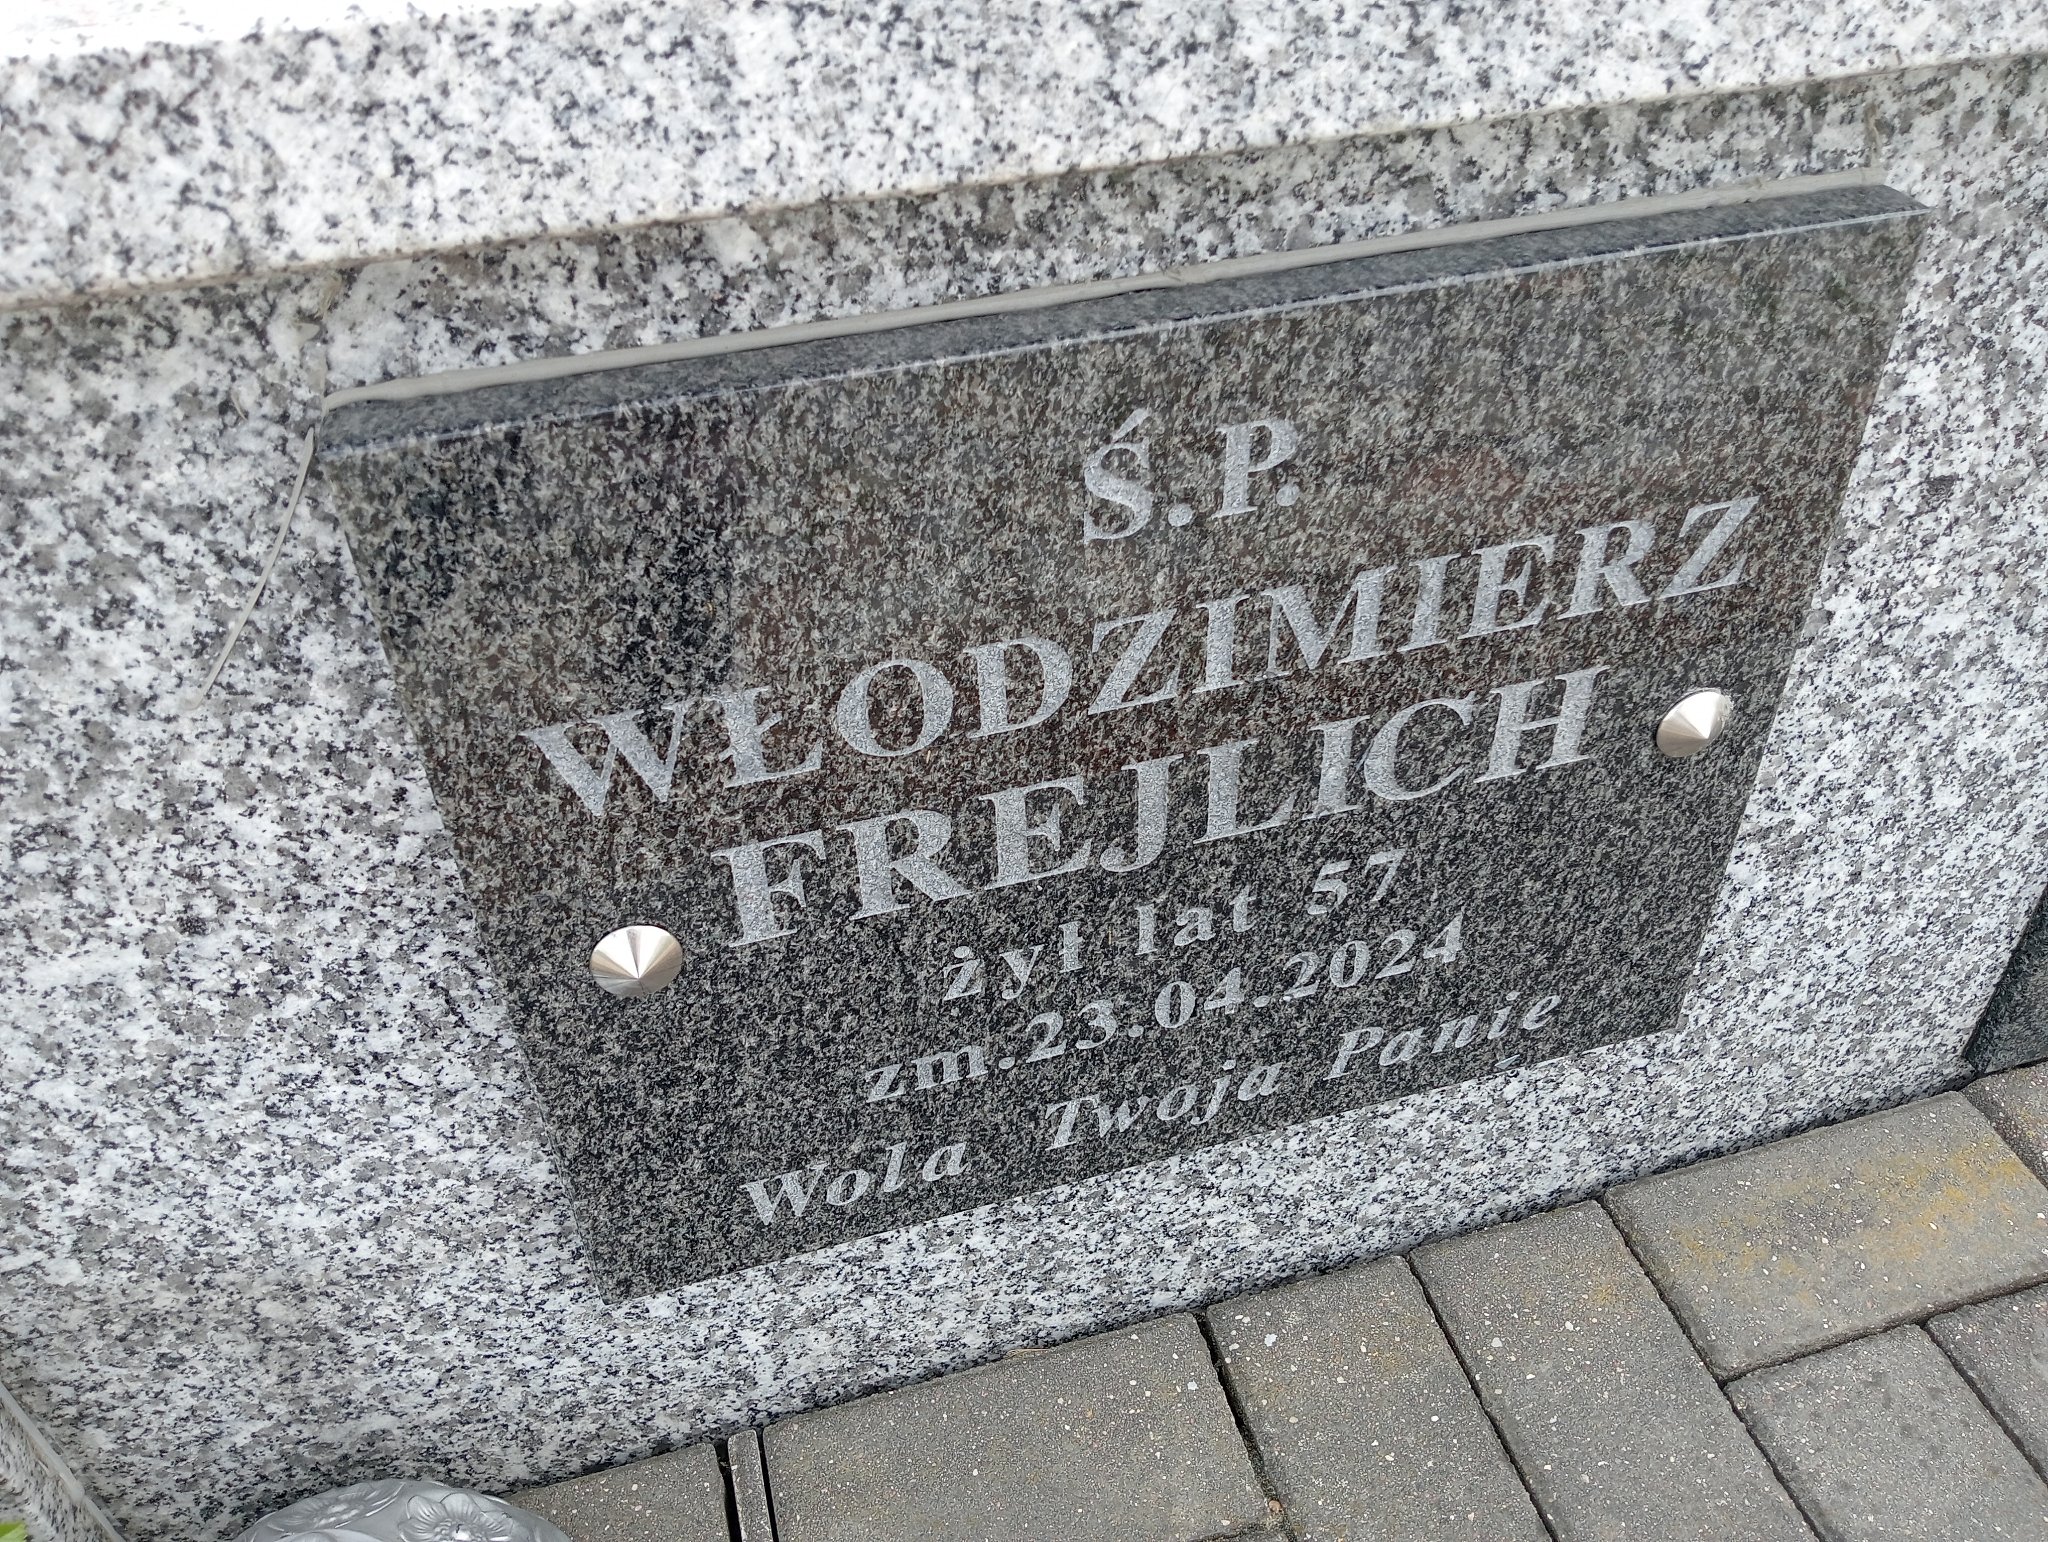 Ś.P.
WŁODZIMIERZ
FREJLICH
żył lat 57
zm.23.04.2024
Wola Twoja Panie